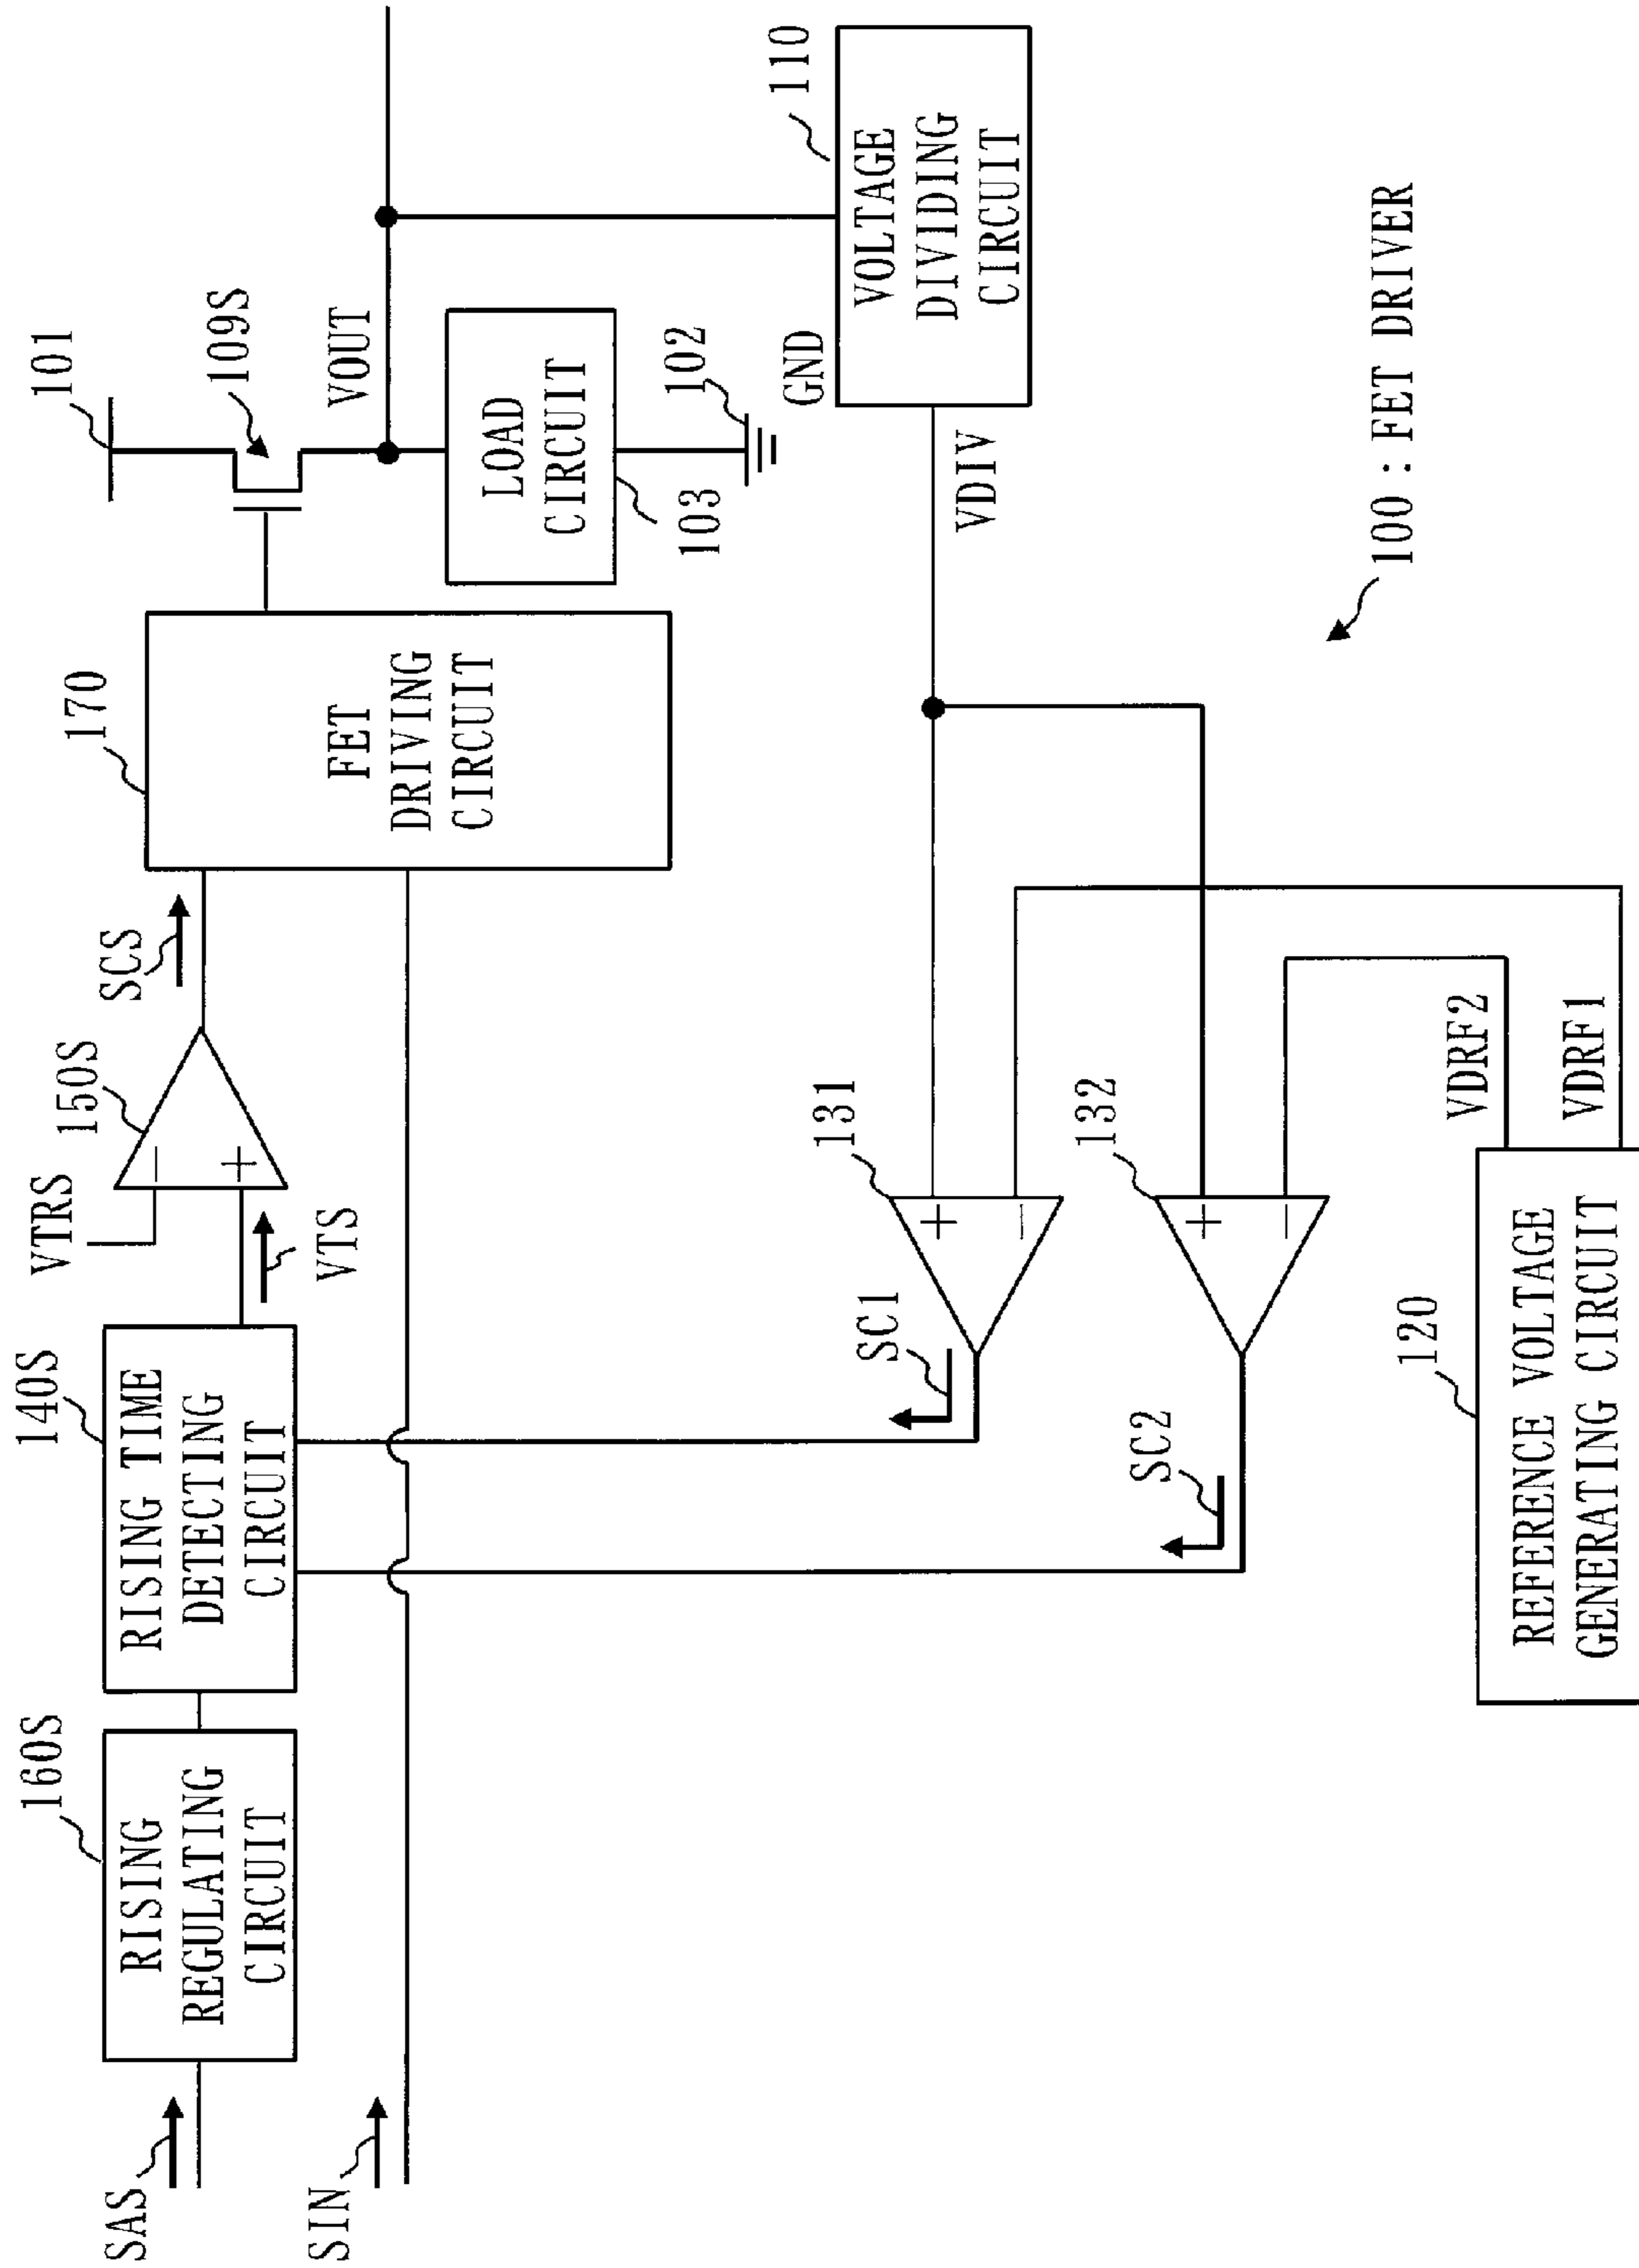 101
109S
VOUT
LOAD
CIRCUIT
103
102
GND
110
VOLTAGE
DIVIDING
CIRCUIT
VDIV
170
FET
DRIVING
CIRCUIT
SCS
150S
−
+
VTRS
VTS
140S
RISING TIME
DETECTING
CIRCUIT
160S
RISING
REGULATING
CIRCUIT
SAS
SIN
131
+
−
SC1
132
+
−
SC2
VDRF2
VDRF1
120
REFERENCE VOLTAGE
GENERATING CIRCUIT
100 : FET DRIVER